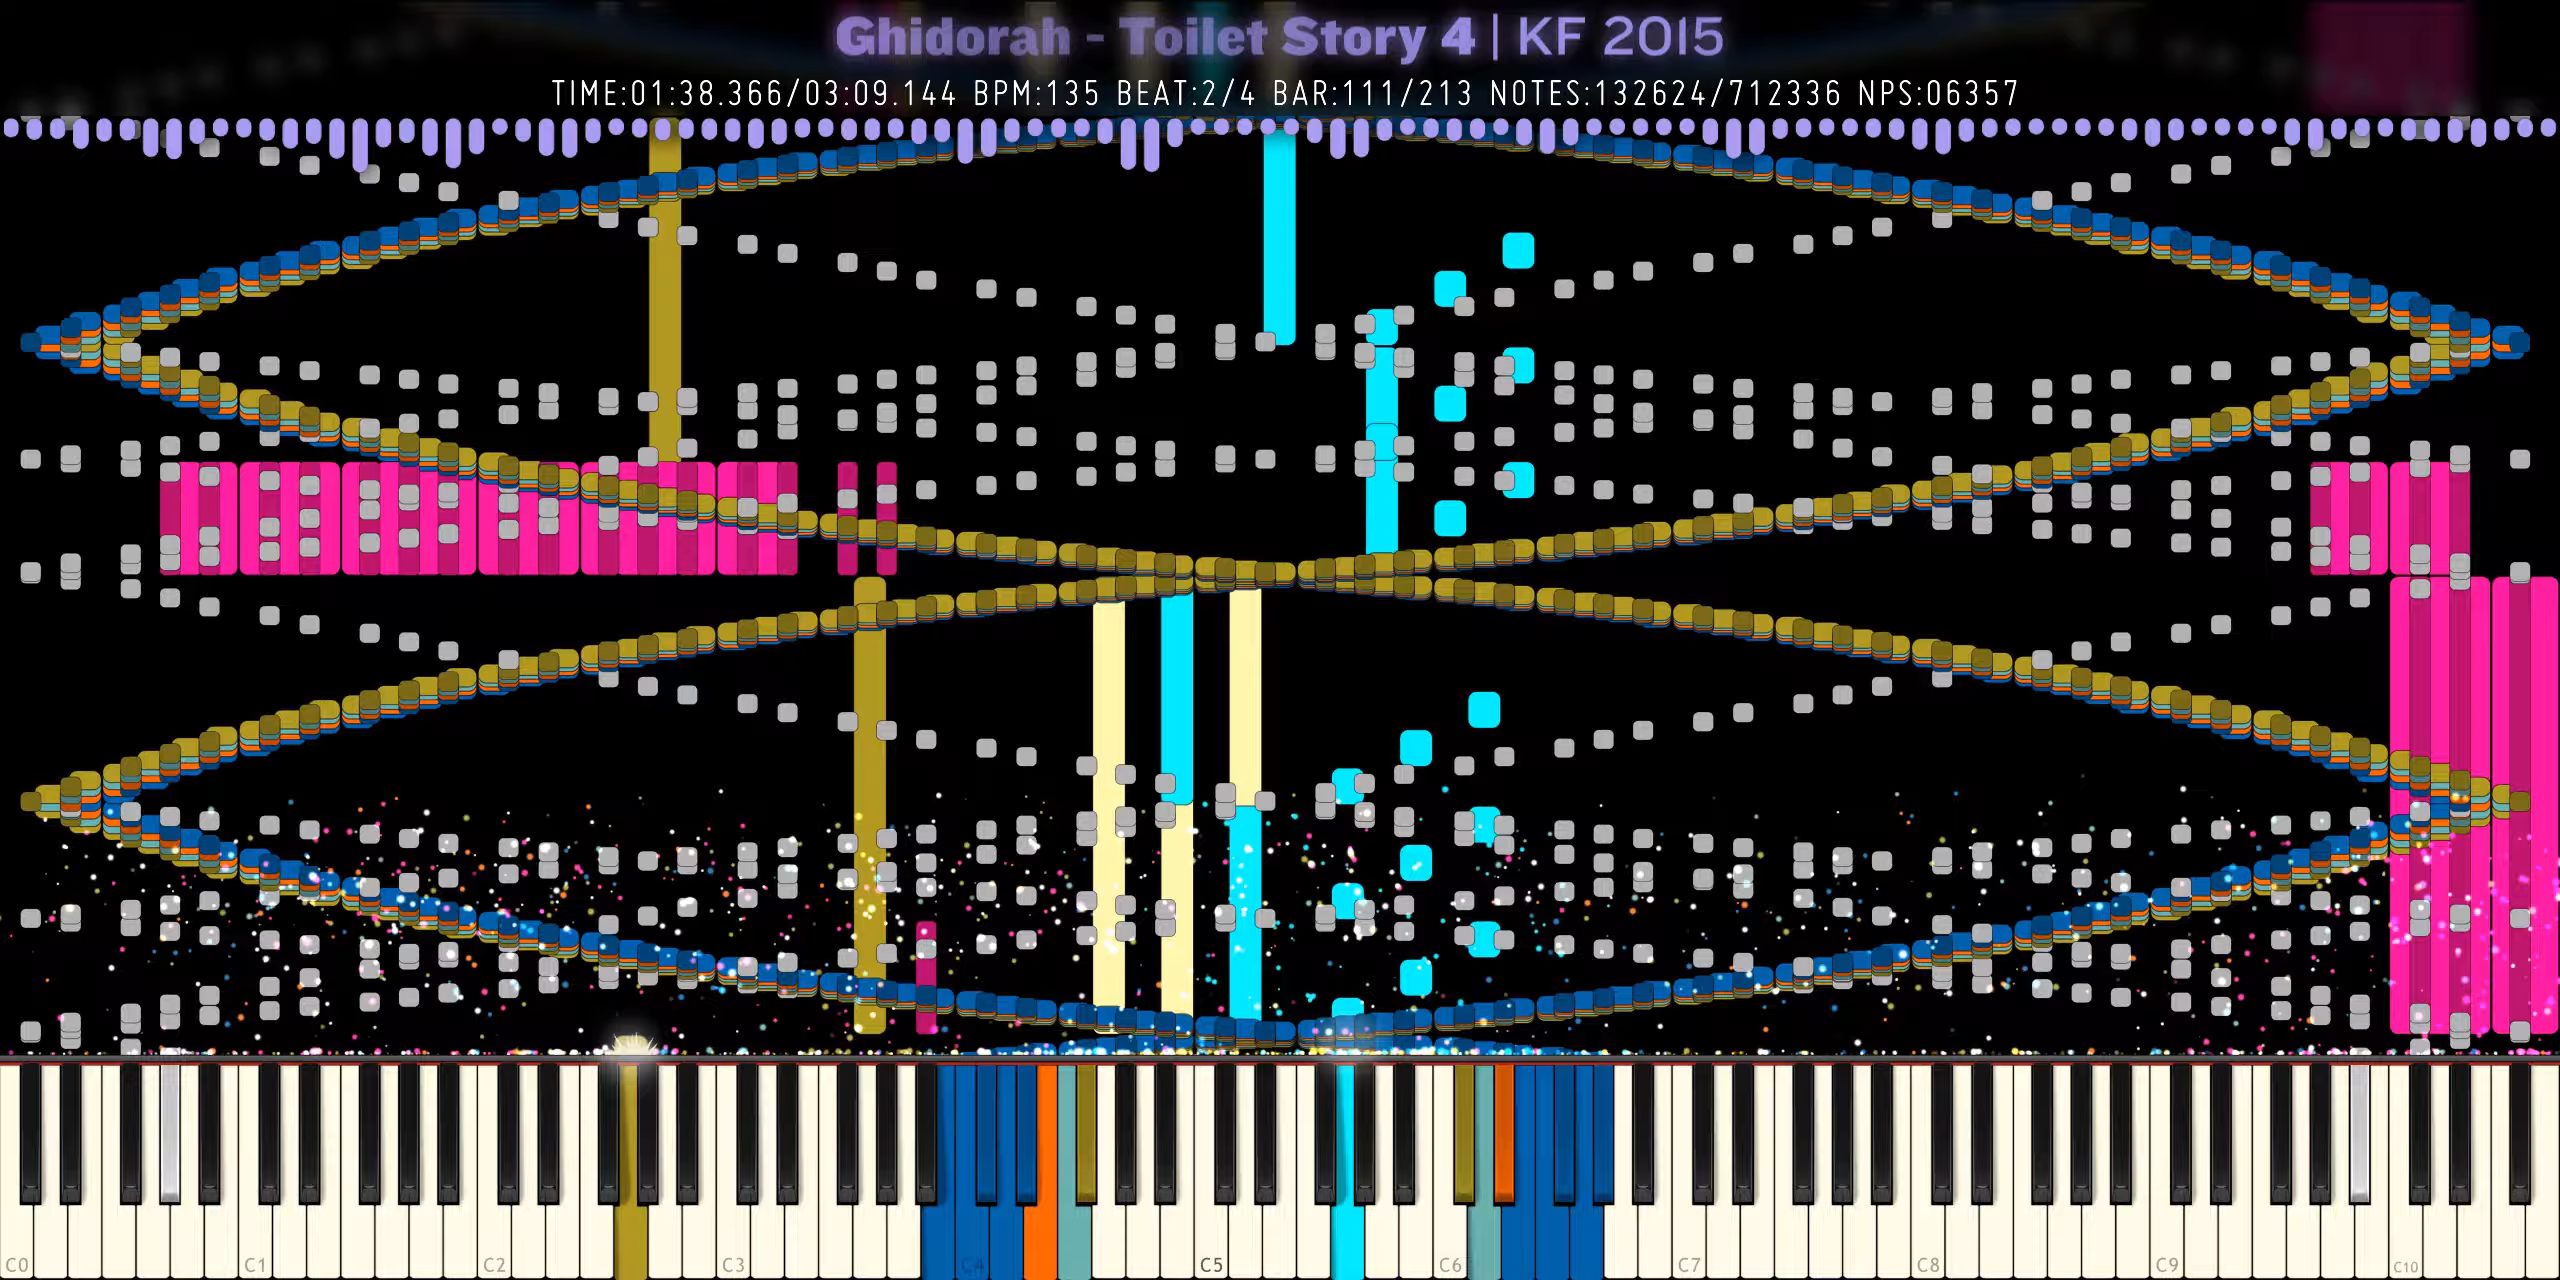 Ghidorah - Toilet Story 4 | KF 2015
TIME:01:38.366/03:09.144 BPM:135 BEAT:2/4 BAR:111/213 NOTES:132624/712336 NPS:06357
C0 C1 C2 C3 C4 C5 C6 C7 C8 C9 C10